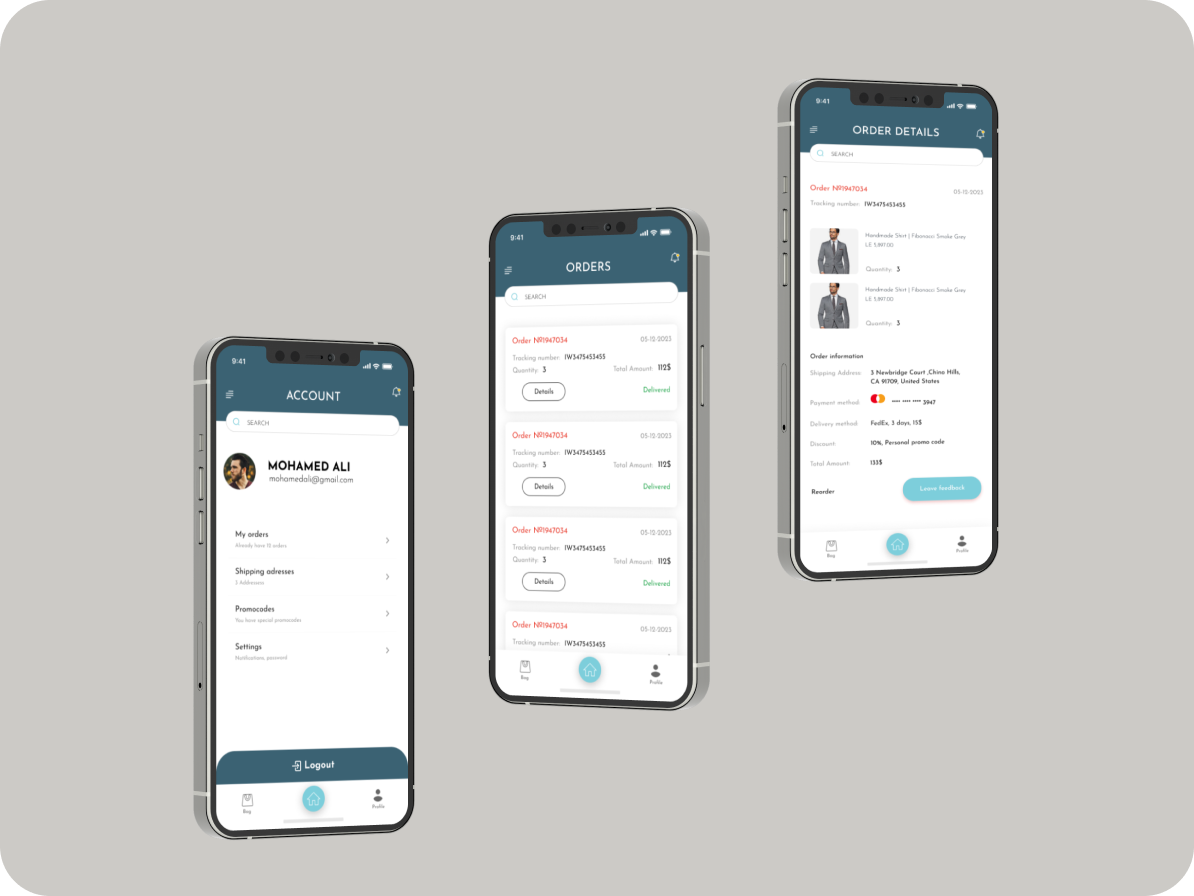 9:41
ACCOUNT
SEARCH
MOHAMED ALI
mohamedali@gmail.com
My orders
Already have 12 orders
Shipping adresses
3 Addresses
Promocodes
You have special promocodes
Settings
Notifications, password
Logout
Bag
Profile
9:41
ORDERS
SEARCH
Order №1947034 05-12-2023
Tracking number: IW3475453455
Quantity: 3 Total Amount: 112$
Details Delivered
Order №1947034 05-12-2023
Tracking number: IW3475453455
Quantity: 3 Total Amount: 112$
Details Delivered
Order №1947034 05-12-2023
Tracking number: IW3475453455
Quantity: 3 Total Amount: 112$
Details Delivered
Order №1947034 05-12-2023
Tracking number: IW3475453455
Bag
Profile
9:41
ORDER DETAILS
SEARCH
Order №1947034 05-12-2023
Tracking number: IW3475453455
Handmade Shirt | Fibonacci Smoke Grey
LE 5,897.00
Quantity: 3
Handmade Shirt | Fibonacci Smoke Grey
LE 5,897.00
Quantity: 3
Order information
Shipping Address: 3 Newbridge Court ,Chino Hills,
CA 91709, United States
Payment method: **** **** **** 3947
Delivery method: FedEx, 3 days, 15$
Discount: 10%, Personal promo code
Total Amount: 133$
Reorder Leave feedback
Bag
Profile